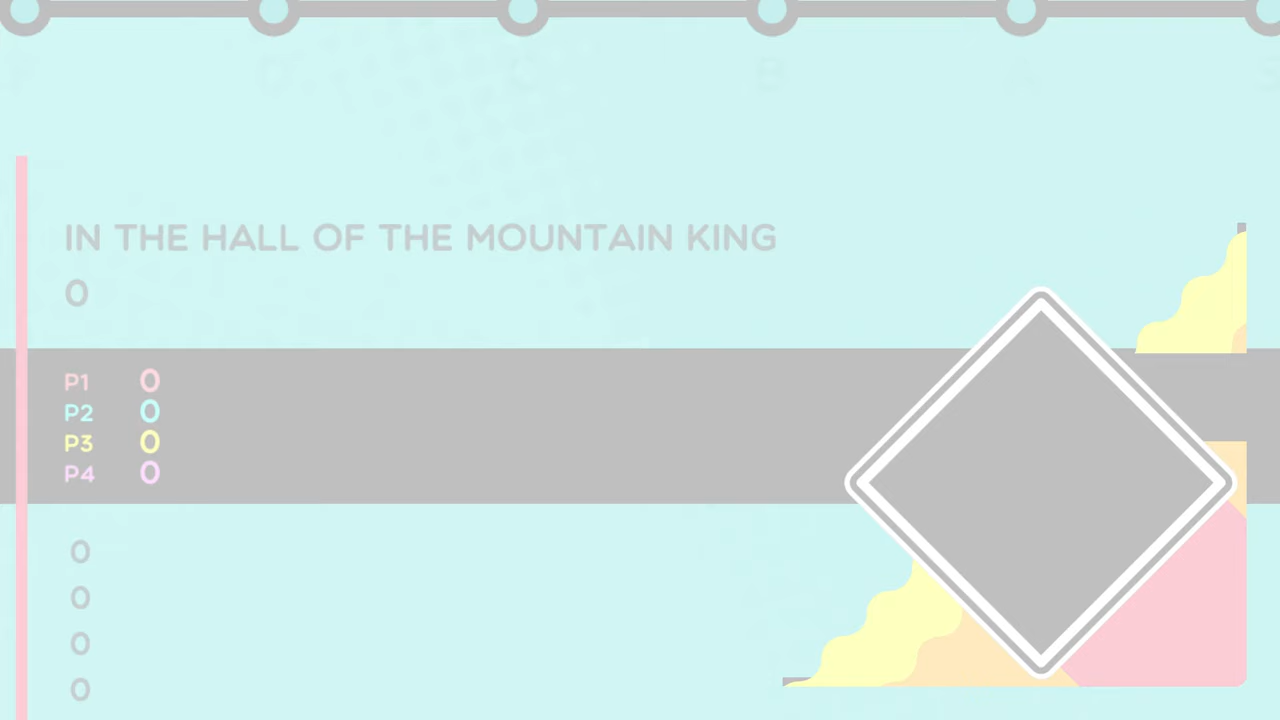 IN THE HALL OF THE MOUNTAIN KING
0
P1 0
P2 0
P3 0
P4 0
0
0
0
0